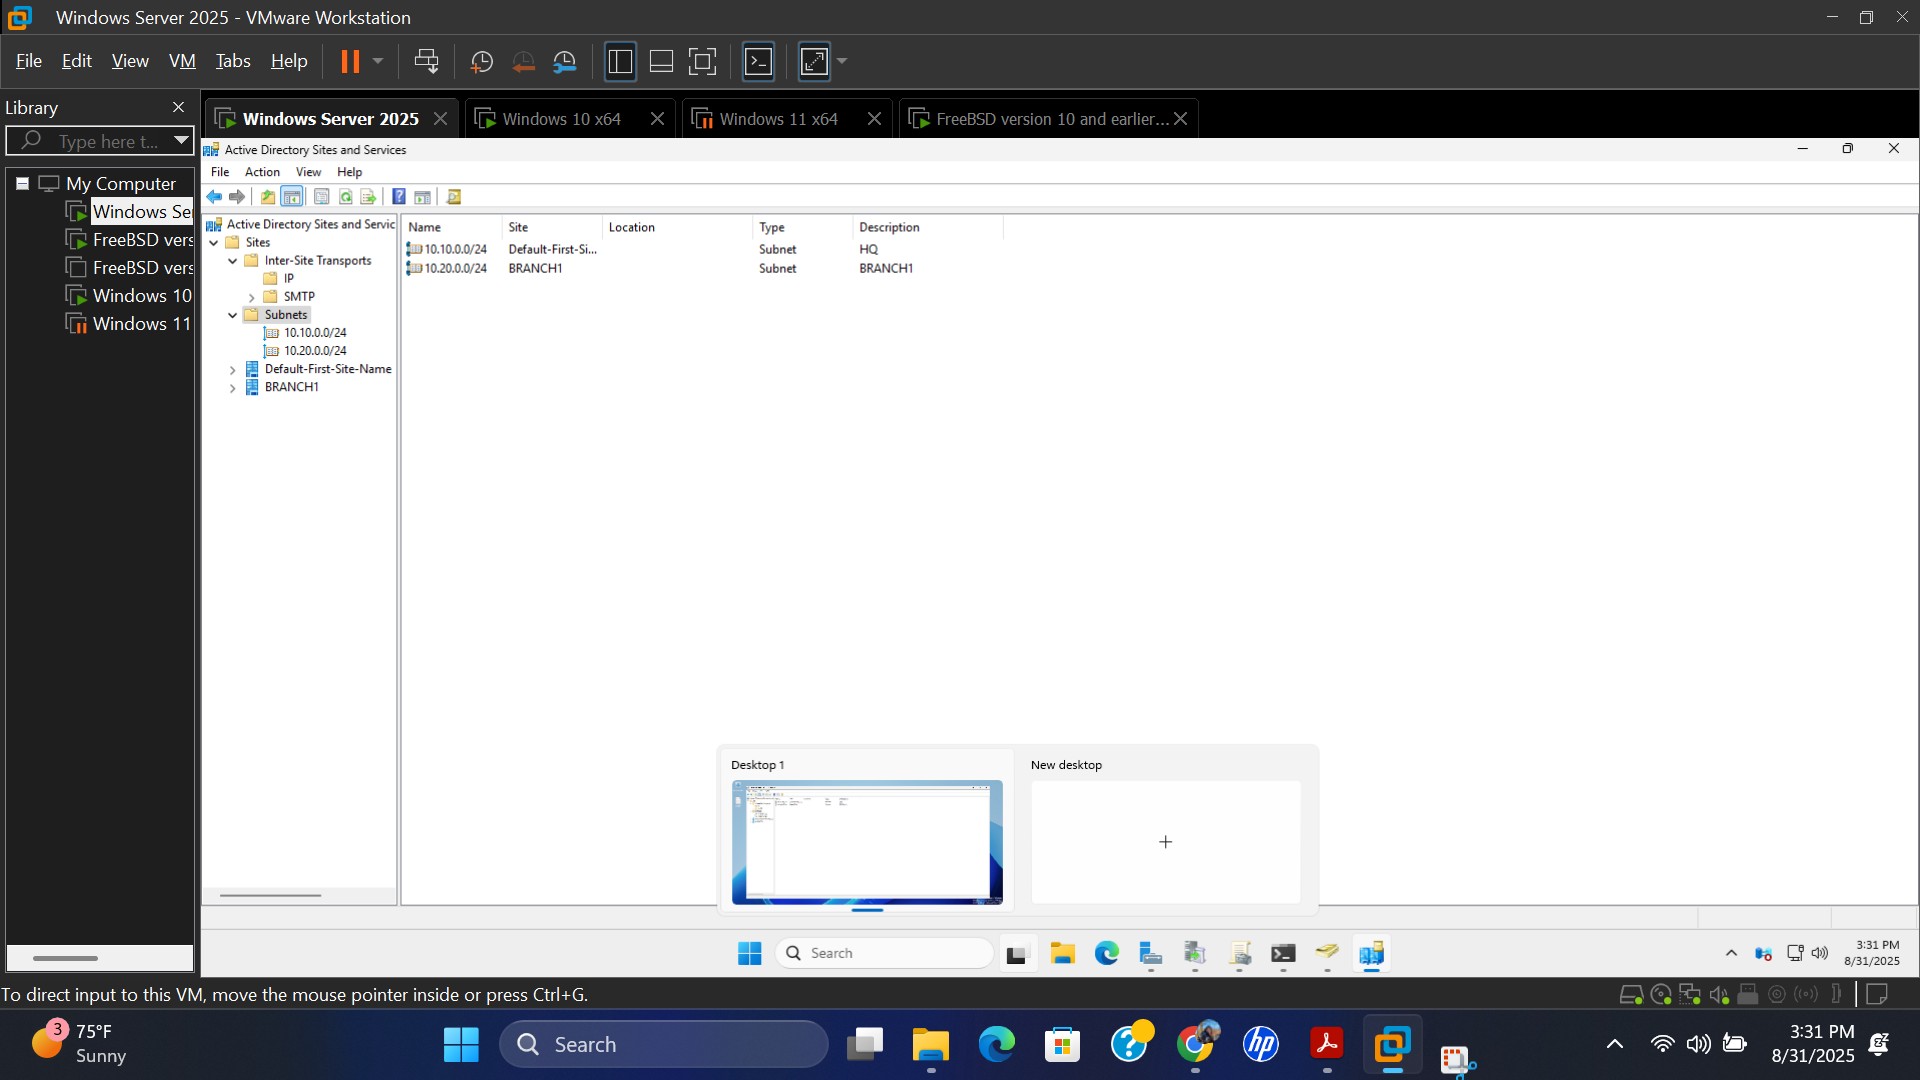 Windows Server 2025 - VMware Workstation
File Edit View VM Tabs Help
Library
Type here t...
My Computer
Windows Ser
FreeBSD vers
FreeBSD vers
Windows 10
Windows 11
Windows Server 2025
Windows 10 x64
Windows 11 x64
FreeBSD version 10 and earlier...
Active Directory Sites and Services
File Action View Help
Active Directory Sites and Servic
Sites
Inter-Site Transports
IP
SMTP
Subnets
10.10.0.0/24
10.20.0.0/24
Default-First-Site-Name
BRANCH1
Name Site Location Type Description
10.10.0.0/24 Default-First-Si... Subnet HQ
10.20.0.0/24 BRANCH1 Subnet BRANCH1
Desktop 1
New desktop
Search
3:31 PM
8/31/2025
To direct input to this VM, move the mouse pointer inside or press Ctrl+G.
3
75°F
Sunny
Search
hp
3:31 PM
8/31/2025